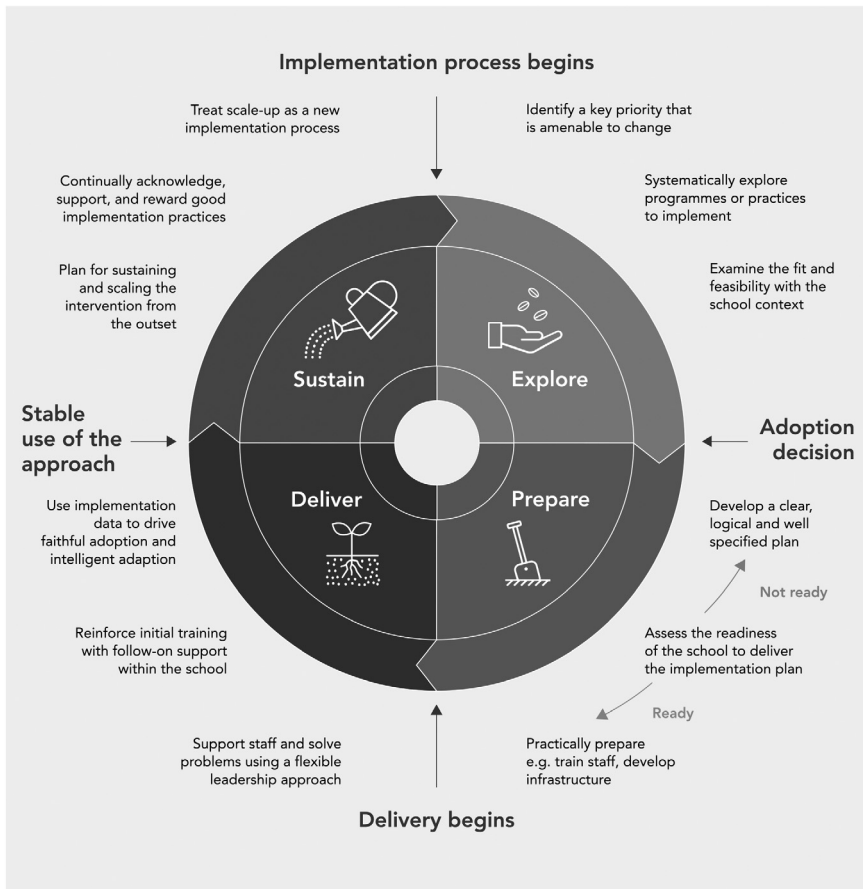 Implementation process begins
Treat scale-up as a new
implementation process
Identify a key priority that
is amenable to change
Continually acknowledge,
support, and reward good
implementation practices
Systematically explore
programmes or practices
to implement
Plan for sustaining
and scaling the
intervention from
the outset
Examine the fit and
feasibility with the
school context
Sustain
Explore
Stable
use of the
approach
Adoption
decision
Deliver
Prepare
Use implementation
data to drive
faithful adoption and
intelligent adaption
Develop a clear,
logical and well
specified plan
Not ready
Reinforce initial training
with follow-on support
within the school
Assess the readiness
of the school to deliver
the implementation plan
Ready
Support staff and solve
problems using a flexible
leadership approach
Practically prepare
e.g. train staff, develop
infrastructure
Delivery begins